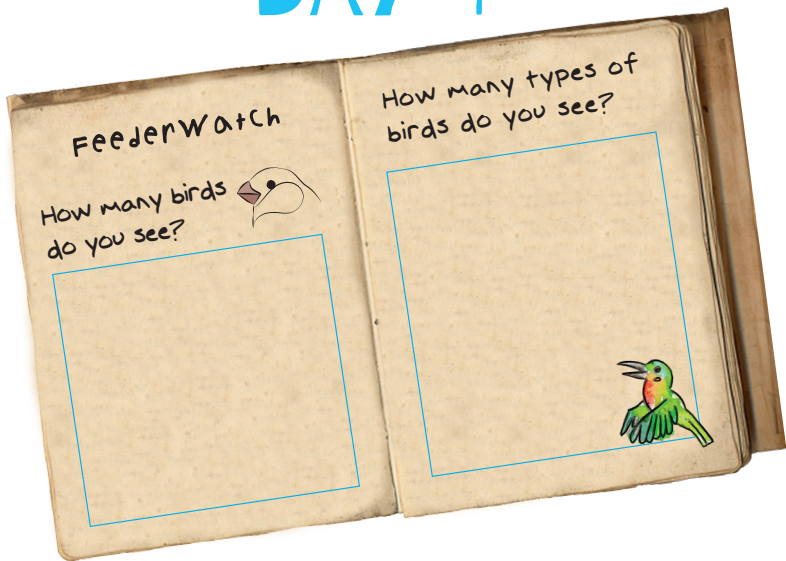 FeederWatch
How many birds
do you see?
How many types of
birds do you see?